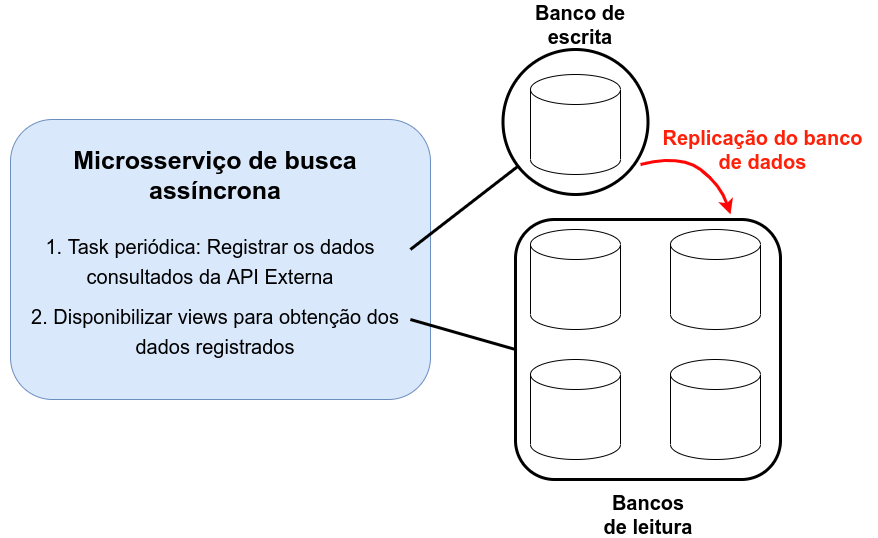 Banco de
escrita
Replicação do banco
de dados
Microsserviço de busca
assíncrona
1. Task periódica: Registrar os dados
consultados da API Externa
2. Disponibilizar views para obtenção dos
dados registrados
Bancos
de leitura